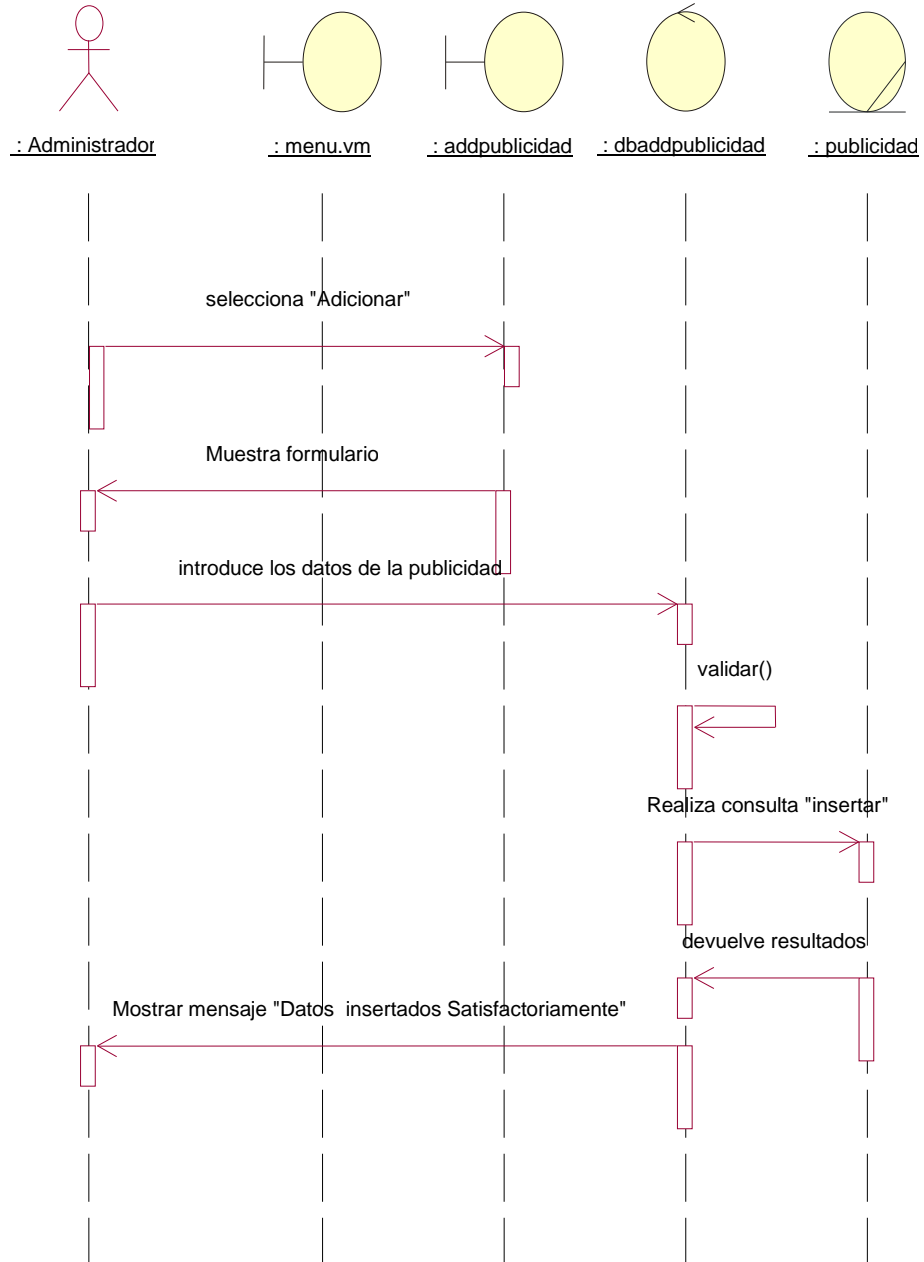 : Administrador
: menu.vm
: addpublicidad
: dbaddpublicidad
: publicidad
selecciona "Adicionar"
Muestra formulario
introduce los datos de la publicidad
validar()
Realiza consulta "insertar"
devuelve resultados
Mostrar mensaje "Datos  insertados Satisfactoriamente"